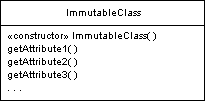 ImmutableClass
«constructor» ImmutableClass( )
getAttribute1( )
getAttribute2( )
getAttribute3( )
. . .